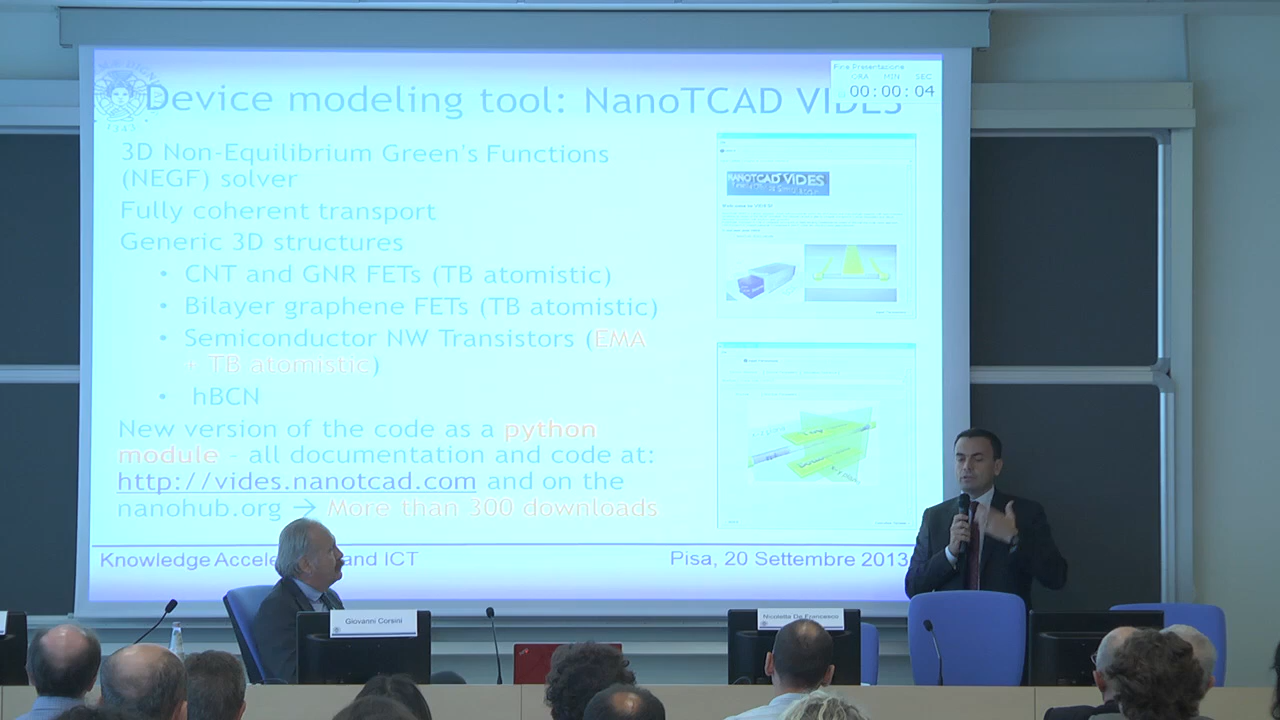 Fine Presentazione
ORA MIN SEC
00:00:04
Device modeling tool: NanoTCAD VIDES
1343
3D Non-Equilibrium Green's Functions
(NEGF) solver
Fully coherent transport
Generic 3D structures
• CNT and GNR FETs (TB atomistic)
• Bilayer graphene FETs (TB atomistic)
• Semiconductor NW Transistors (EMA
+ TB atomistic)
• hBCN
New version of the code as a python
module – all documentation and code at:
http://vides.nanotcad.com and on the
nanohub.org → More than 300 downloads
NANOTCAD ViDES
Knowledge Accele and ICT
Pisa, 20 Settembre 2013
Giovanni Corsini
Nicoletta De Francesco